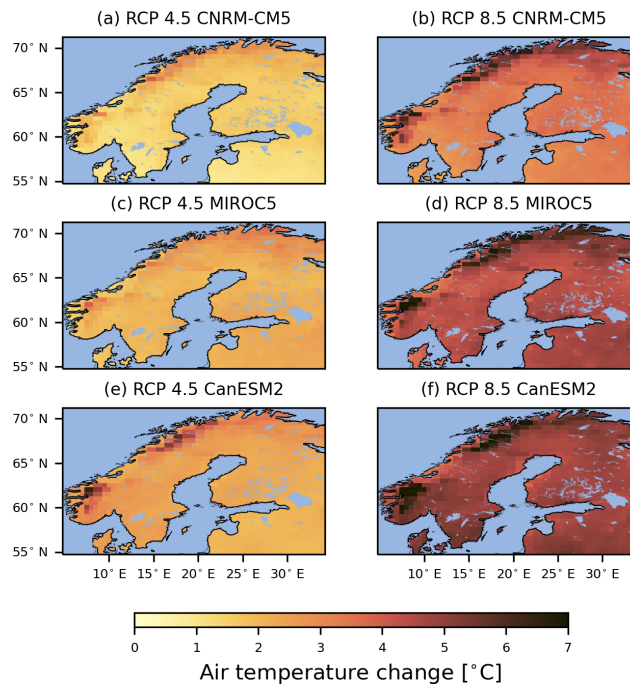 (a) RCP 4.5 CNRM-CM5
(b) RCP 8.5 CNRM-CM5
70° N
65° N
60° N
55° N
(c) RCP 4.5 MIROC5
(d) RCP 8.5 MIROC5
70° N
65° N
60° N
55° N
(e) RCP 4.5 CanESM2
(f) RCP 8.5 CanESM2
70° N
65° N
60° N
55° N
10° E 15° E 20° E 25° E 30° E
10° E 15° E 20° E 25° E 30° E
0 1 2 3 4 5 6 7
Air temperature change [°C]